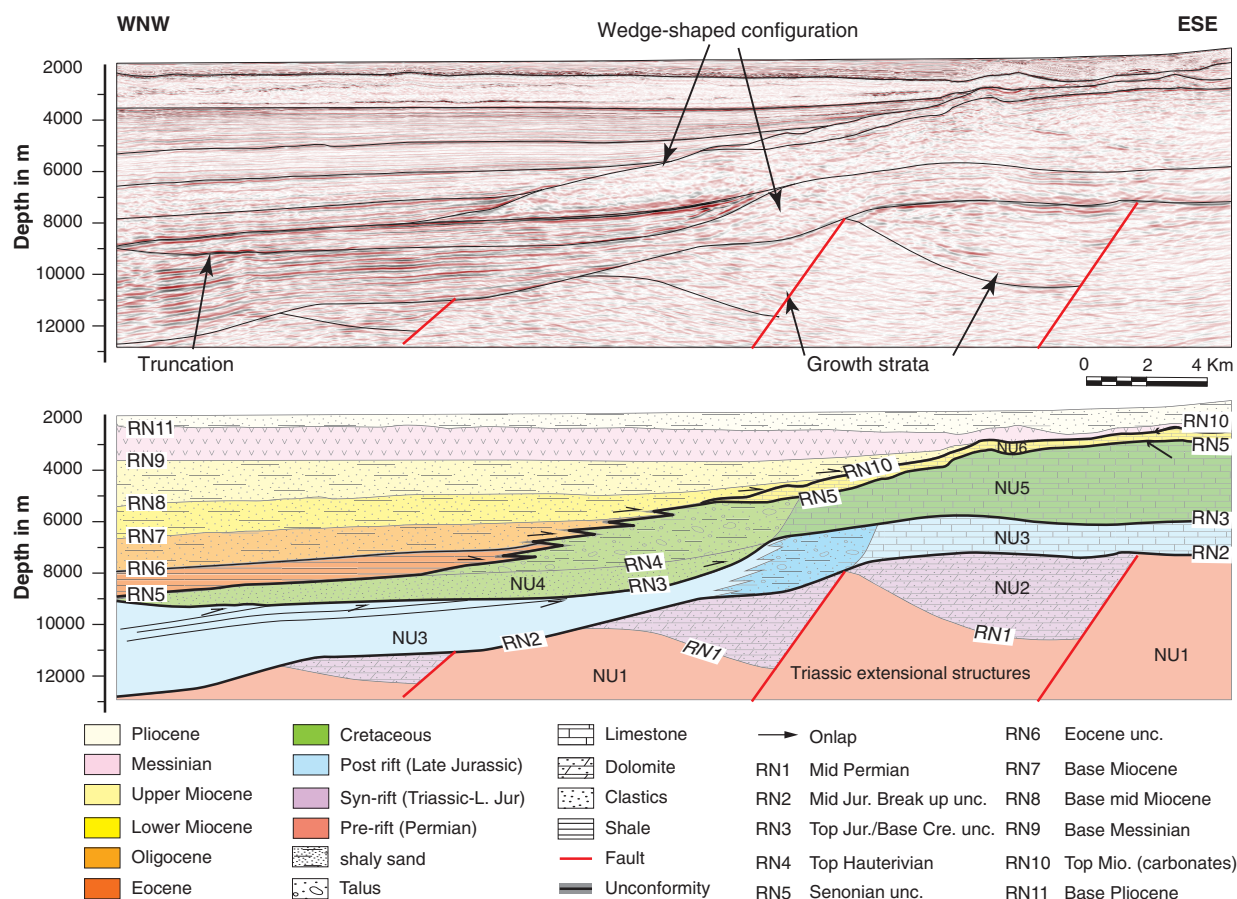 WNW
ESE
Wedge-shaped configuration
Depth in m
2000
4000
6000
8000
10000
12000
Truncation
Growth strata
0 2 4 Km
Depth in m
2000
4000
6000
8000
10000
12000
RN11
RN9
RN8
RN7
RN6
RN5
RN10
RN5
RN3
RN2
NU6
RN10
RN5
NU5
NU3
RN4
RN3
NU4
NU3
RN2
NU2
RN1
RN1
NU1
Triassic extensional structures
NU1
Pliocene
Messinian
Upper Miocene
Lower Miocene
Oligocene
Eocene
Cretaceous
Post rift (Late Jurassic)
Syn-rift (Triassic-L. Jur)
Pre-rift (Permian)
shaly sand
Talus
Limestone
Dolomite
Clastics
Shale
Fault
Unconformity
Onlap
RN1 Mid Permian
RN2 Mid Jur. Break up unc.
RN3 Top Jur./Base Cre. unc.
RN4 Top Hauterivian
RN5 Senonian unc.
RN6 Eocene unc.
RN7 Base Miocene
RN8 Base mid Miocene
RN9 Base Messinian
RN10 Top Mio. (carbonates)
RN11 Base Pliocene